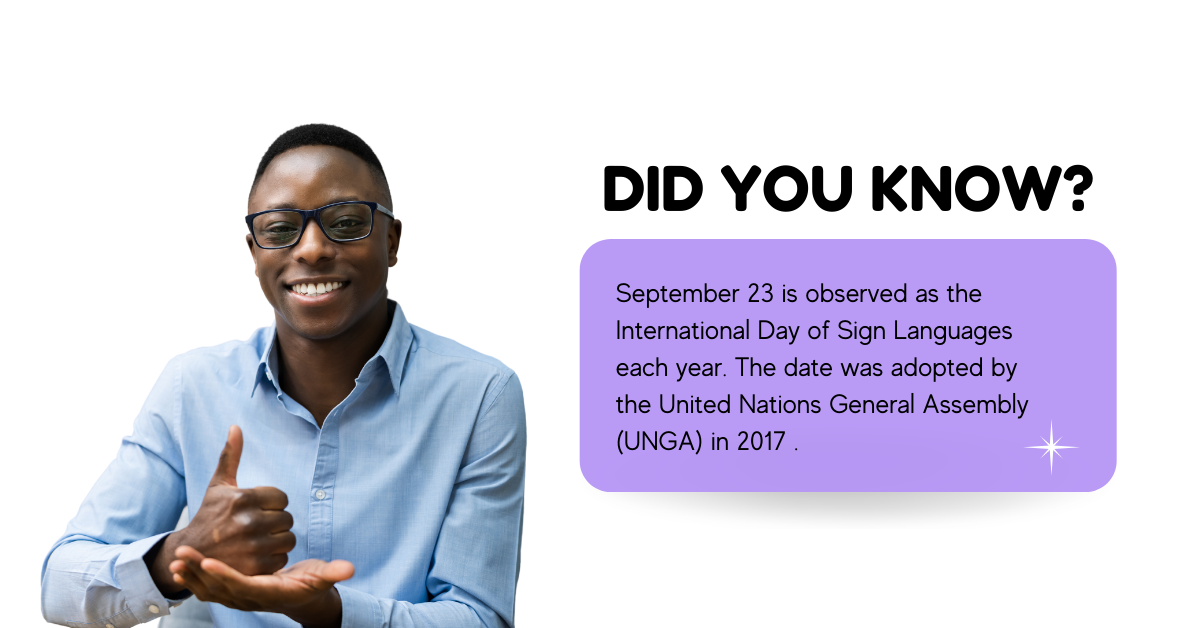 DID YOU KNOW?
September 23 is observed as the
International Day of Sign Languages
each year. The date was adopted by
the United Nations General Assembly
(UNGA) in 2017 .